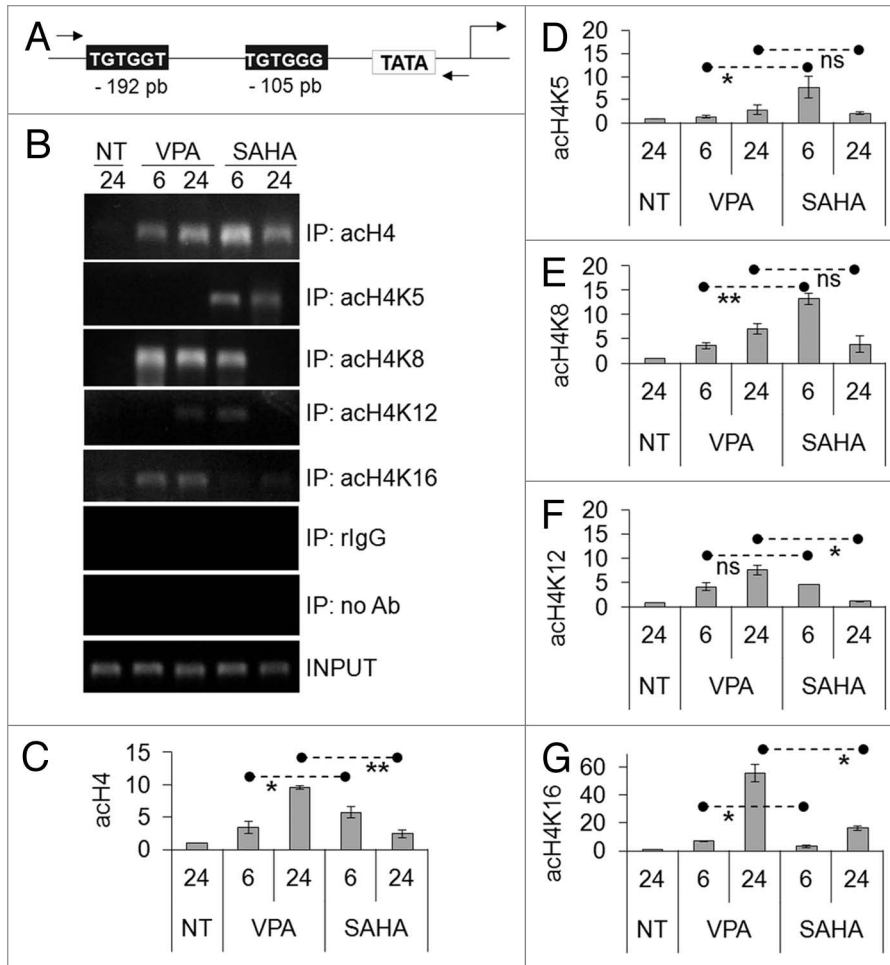 A
TGTGGT TGTGGG TATA
- 192 pb - 105 pb
B
NT VPA SAHA
24 6 24 6 24
IP: acH4
IP: acH4K5
IP: acH4K8
IP: acH4K12
IP: acH4K16
IP: rIgG
IP: no Ab
INPUT
C
acH4
15
10
5
0
* **
24 6 24 6 24
NT VPA SAHA
D
acH4K5
20
15
10
5
0
* ns
24 6 24 6 24
NT VPA SAHA
E
acH4K8
20
15
10
5
0
** ns
24 6 24 6 24
NT VPA SAHA
F
acH4K12
20
15
10
5
0
ns *
24 6 24 6 24
NT VPA SAHA
G
acH4K16
60
40
20
0
* *
24 6 24 6 24
NT VPA SAHA